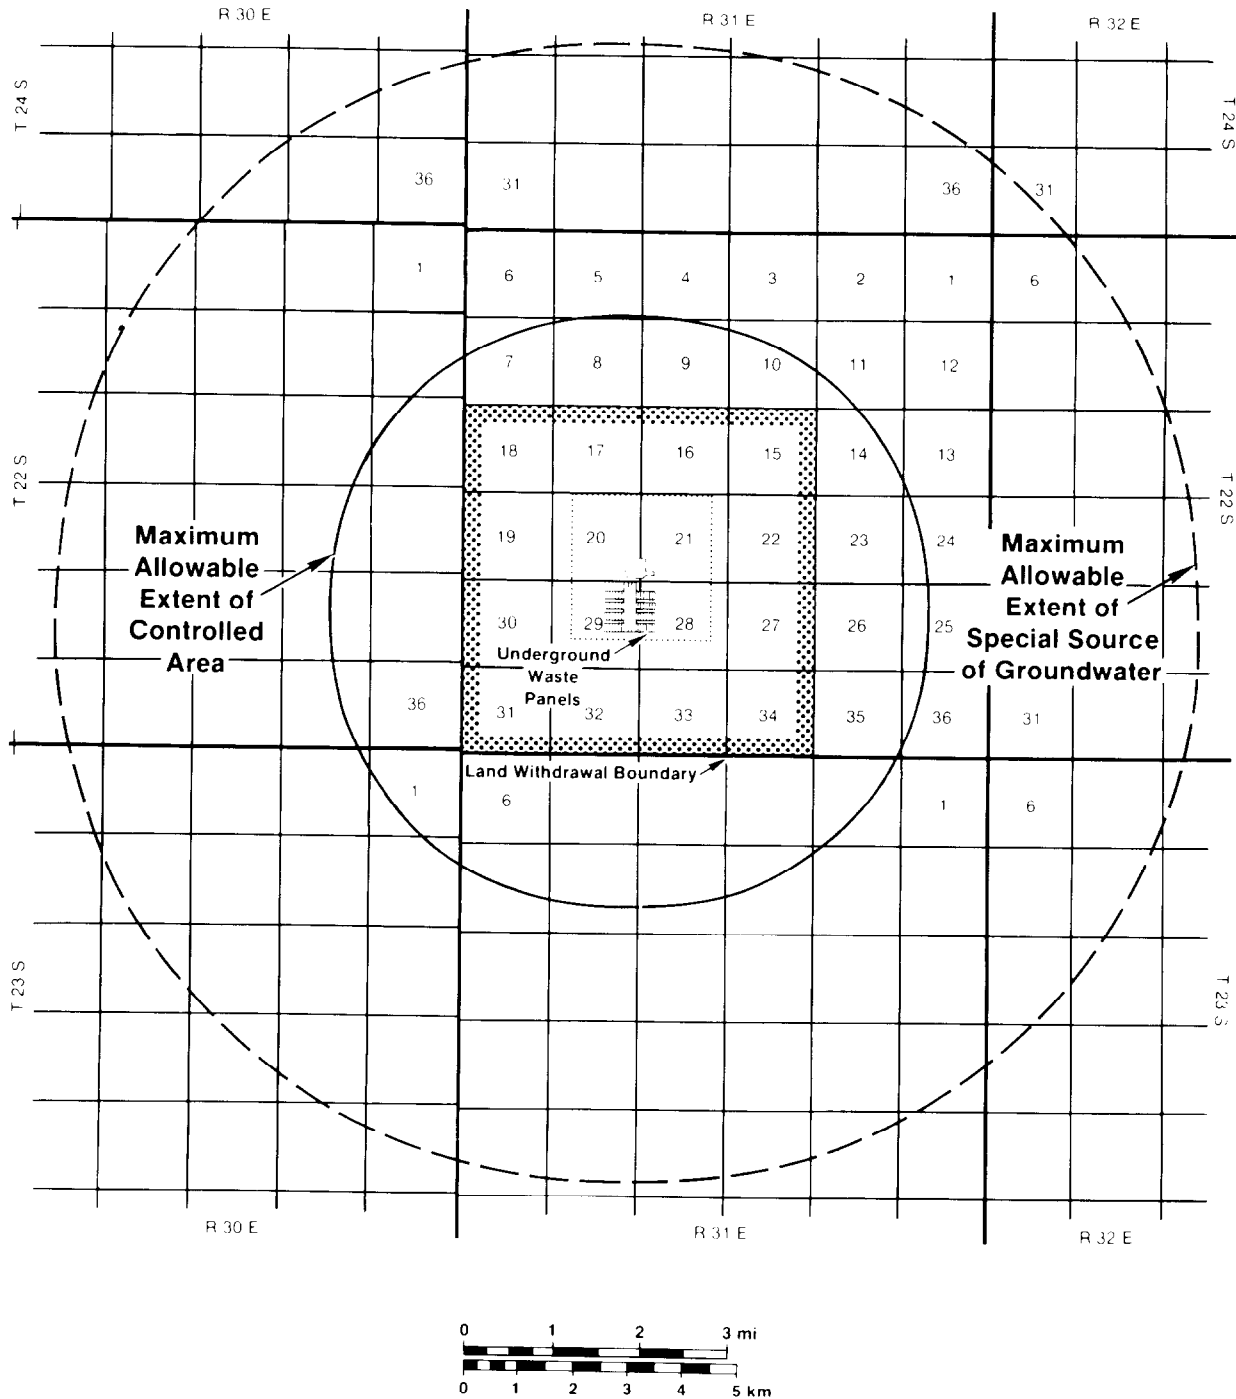 R 30 E
R 31 E
R 32 E
T 24 S
T 24 S
36
31
36
31
1
6
5
4
3
2
1
6
7
8
9
10
11
12
18
17
16
15
14
13
T 22 S
T 22 S
19
20
21
22
23
24
Maximum
Allowable
Extent of
Controlled
Area
Maximum
Allowable
Extent of
Special Source
of Groundwater
30
29
28
27
26
25
Underground
Waste
Panels
36
31
32
33
34
35
36
31
Land Withdrawal Boundary
1
6
1
6
T 23 S
T 23 S
R 30 E
R 31 E
R 32 E
0 1 2 3 mi
0 1 2 3 4 5 km